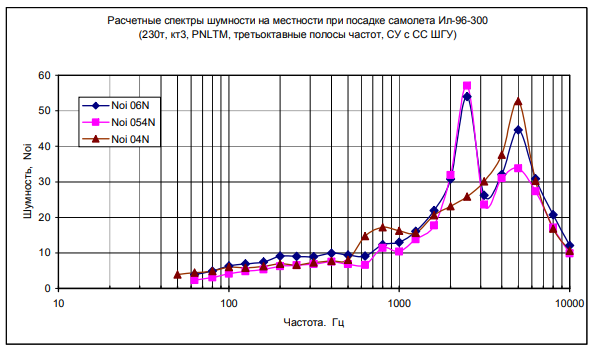 Расчетные спектры шумности на местности при посадке самолета Ил-96-300
(230т, кт3, PNLTM, третьоктавные полосы частот, СУ с СС ШГУ)
Шумность, Noi
60
50
40
30
20
10
0
Noi 06N
Noi 054N
Noi 04N
10
100
1000
10000
Частота. Гц